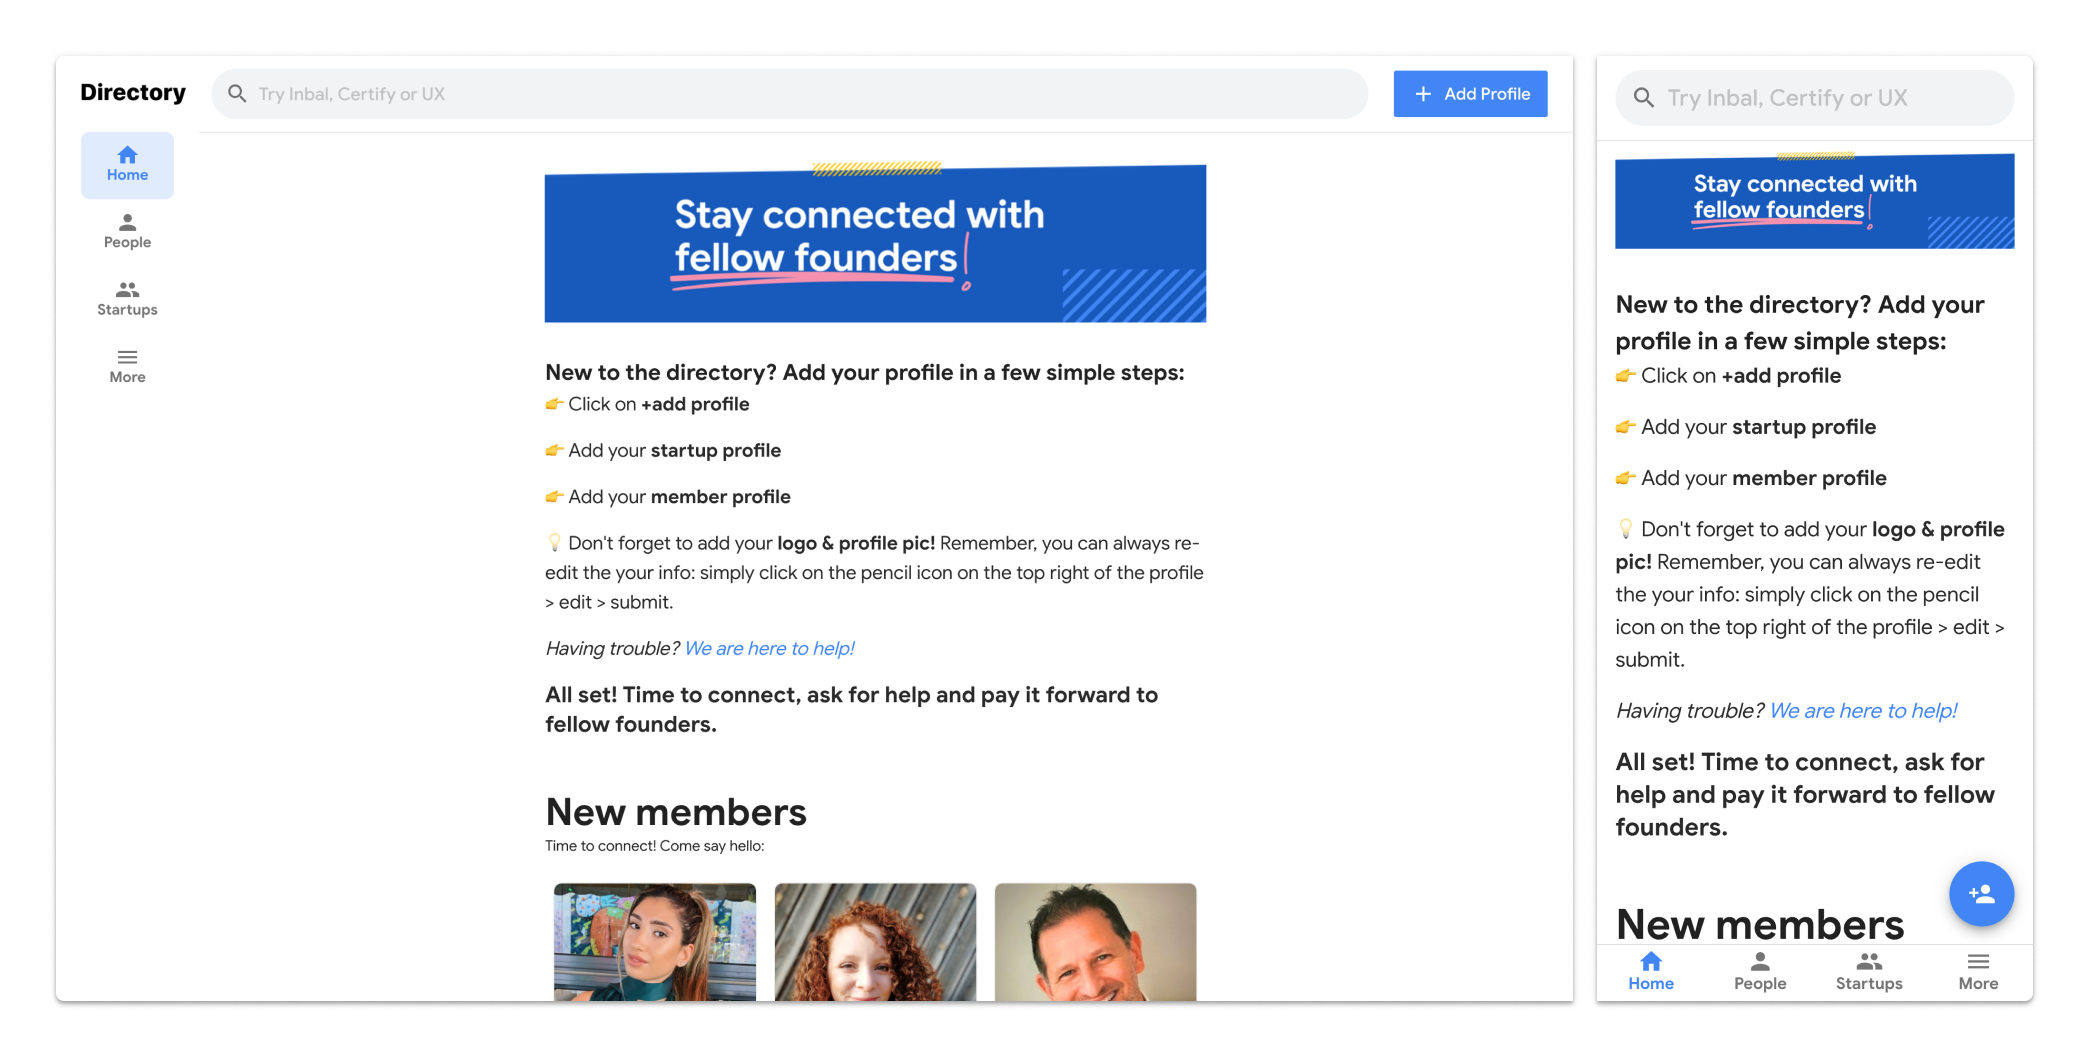 Directory
Try Inbal, Certify or UX
Add Profile
Home
People
Startups
More
Stay connected with
fellow founders!
New to the directory? Add your profile in a few simple steps:
👉 Click on +add profile
👉 Add your startup profile
👉 Add your member profile
💡 Don't forget to add your logo & profile pic! Remember, you can always re-
edit the your info: simply click on the pencil icon on the top right of the profile
> edit > submit.
Having trouble? We are here to help!
All set! Time to connect, ask for help and pay it forward to
fellow founders.
New members
Time to connect! Come say hello:
Try Inbal, Certify or UX
Stay connected with
fellow founders!
New to the directory? Add your
profile in a few simple steps:
👉 Click on +add profile
👉 Add your startup profile
👉 Add your member profile
💡 Don't forget to add your logo & profile
pic! Remember, you can always re-edit
the your info: simply click on the pencil
icon on the top right of the profile > edit >
submit.
Having trouble? We are here to help!
All set! Time to connect, ask for
help and pay it forward to fellow
founders.
New members
Home
People
Startups
More